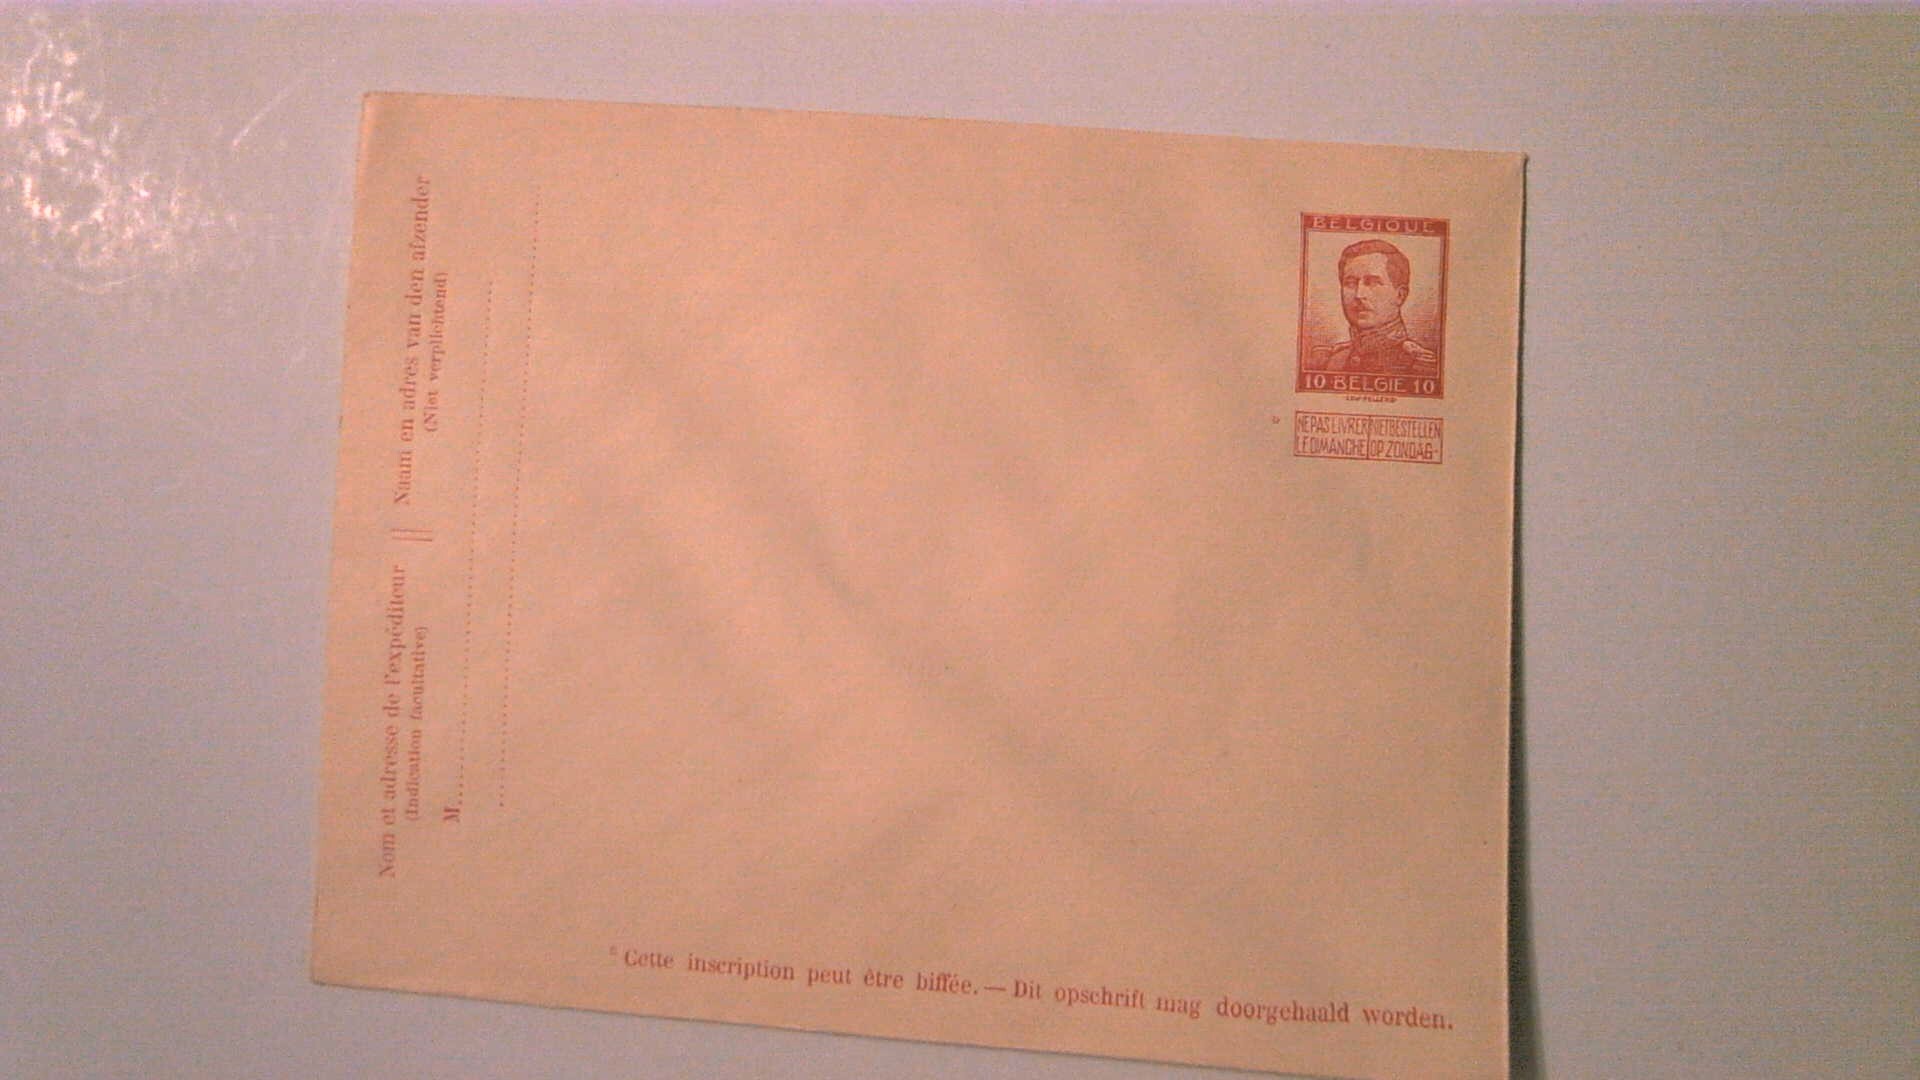 Nom et adresse de l'expéditeur || Naam en adres van den afzender
(Indication facultative) || (Niet verplichtend)
M
BELGIQUE
10 BELGIË 10
* NE PAS LIVRER NIET BESTELLEN
LE DIMANCHE OP ZONDAG-
* Cette inscription peut être biffée. — Dit opschrift mag doorgehaald worden.